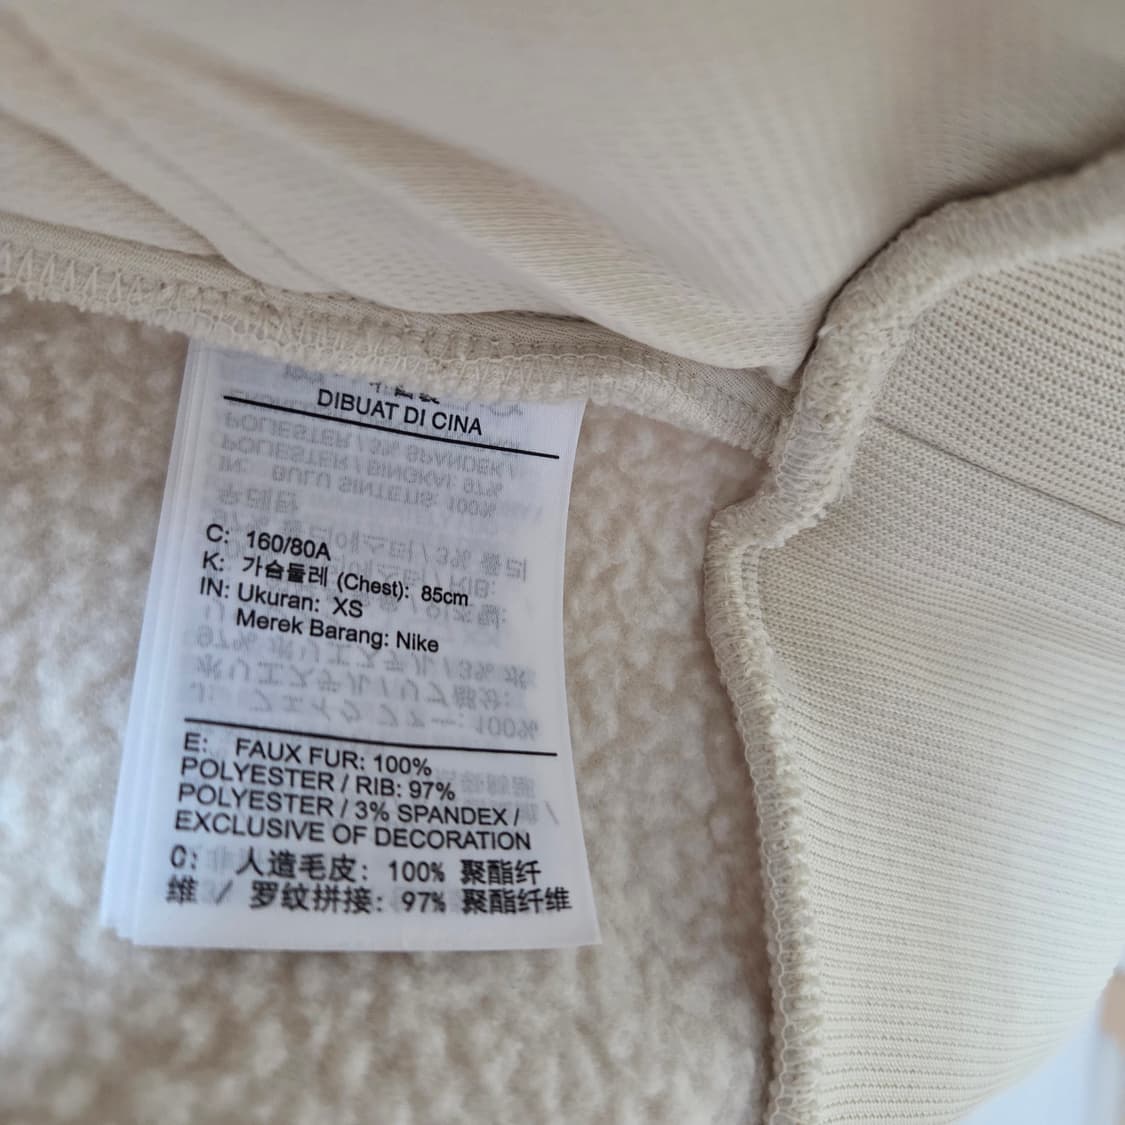 DIBUAT DI CINA
C: 160/80A
K: 가슴둘레 (Chest): 85cm
IN: Ukuran: XS
Merek Barang: Nike
E: FAUX FUR: 100%
POLYESTER / RIB: 97%
POLYESTER / 3% SPANDEX /
EXCLUSIVE OF DECORATION
C: 人造毛皮: 100% 聚酯纤
维 / 罗纹拼接: 97% 聚酯纤维